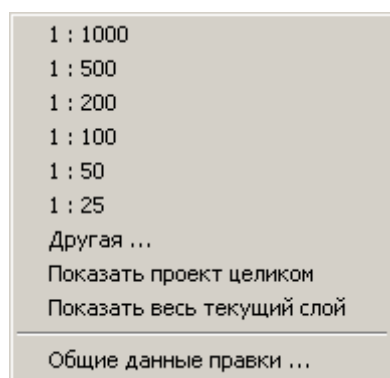 1 : 1000
1 : 500
1 : 200
1 : 100
1 : 50
1 : 25
Другая ...
Показать проект целиком
Показать весь текущий слой
Общие данные правки ...